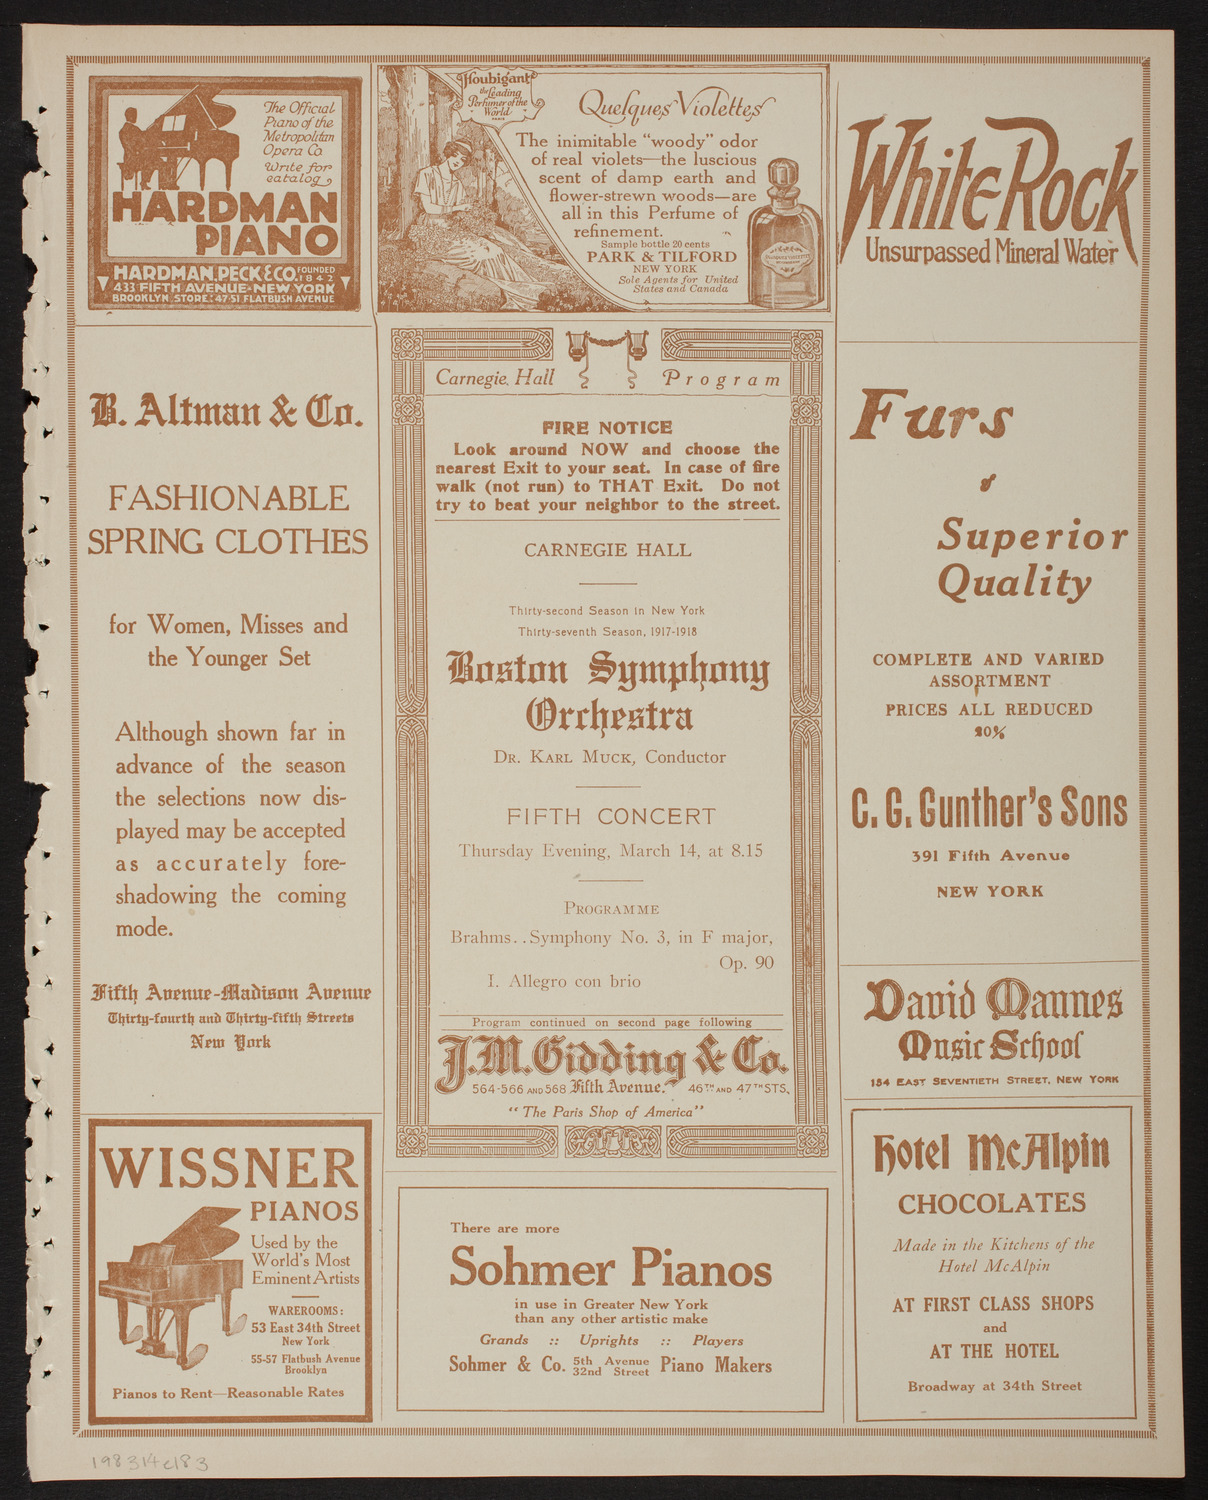 The Official
Piano of the
Metropolitan
Opera Co.
Write for
catalog
HARDMAN
PIANO
HARDMAN, PECK & CO. FOUNDED 1842
433 FIFTH AVENUE-NEW YORK
BROOKLYN STORE: 47-51 FLATBUSH AVENUE
Houbigant
the Leading
Perfumer of the
World
PARIS
Quelques Violettes
The inimitable "woody" odor
of real violets—the luscious
scent of damp earth and
flower-strewn woods—are
all in this Perfume of
refinement.
Sample bottle 20 cents
PARK & TILFORD
NEW YORK
Sole Agents for United
States and Canada
White Rock
Unsurpassed Mineral Water
B. Altman & Co.
FASHIONABLE
SPRING CLOTHES
for Women, Misses and
the Younger Set
Although shown far in
advance of the season
the selections now dis-
played may be accepted
as accurately fore-
shadowing the coming
mode.
Fifth Avenue-Madison Avenue
Thirty-fourth and Thirty-fifth Streets
New York
WISSNER
PIANOS
Used by the
World's Most
Eminent Artists
WAREROOMS:
53 East 34th Street
New York
55-57 Flatbush Avenue
Brooklyn
Pianos to Rent—Reasonable Rates
Carnegie Hall Program
FIRE NOTICE
Look around NOW and choose the
nearest Exit to your seat. In case of fire
walk (not run) to THAT Exit. Do not
try to beat your neighbor to the street.
CARNEGIE HALL
Thirty-second Season in New York
Thirty-seventh Season, 1917-1918
Boston Symphony
Orchestra
DR. KARL MUCK, Conductor
FIFTH CONCERT
Thursday Evening, March 14, at 8.15
PROGRAMME
Brahms..Symphony No. 3, in F major,
Op. 90
I. Allegro con brio
Program continued on second page following
J.M. Gidding & Co.
564-566 AND 568 Fifth Avenue. 46TH AND 47TH STS.
"The Paris Shop of America"
There are more
Sohmer Pianos
in use in Greater New York
than any other artistic make
Grands :: Uprights :: Players
Sohmer & Co. 5th Avenue 32nd Street Piano Makers
Furs
of
Superior
Quality
COMPLETE AND VARIED
ASSORTMENT
PRICES ALL REDUCED
20%
C. G. Gunther's Sons
391 Fifth Avenue
NEW YORK
David Mannes
Music School
154 EAST SEVENTIETH STREET, NEW YORK
Hotel McAlpin
CHOCOLATES
Made in the Kitchens of the
Hotel McAlpin
AT FIRST CLASS SHOPS
and
AT THE HOTEL
Broadway at 34th Street
198314e183